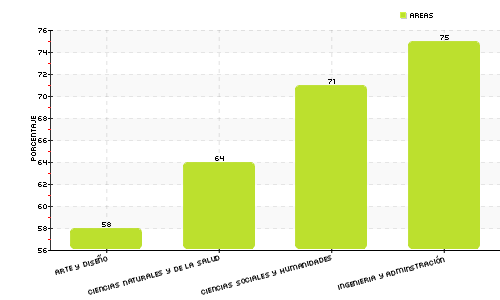 AREAS
PORCENTAJE
76
74
72
70
68
66
64
62
60
58
56
58
64
71
75
ARTE Y DISEÑO
CIENCIAS NATURALES Y DE LA SALUD
CIENCIAS SOCIALES Y HUMANIDADES
INGENIERIA Y ADMINSTRACIÓN